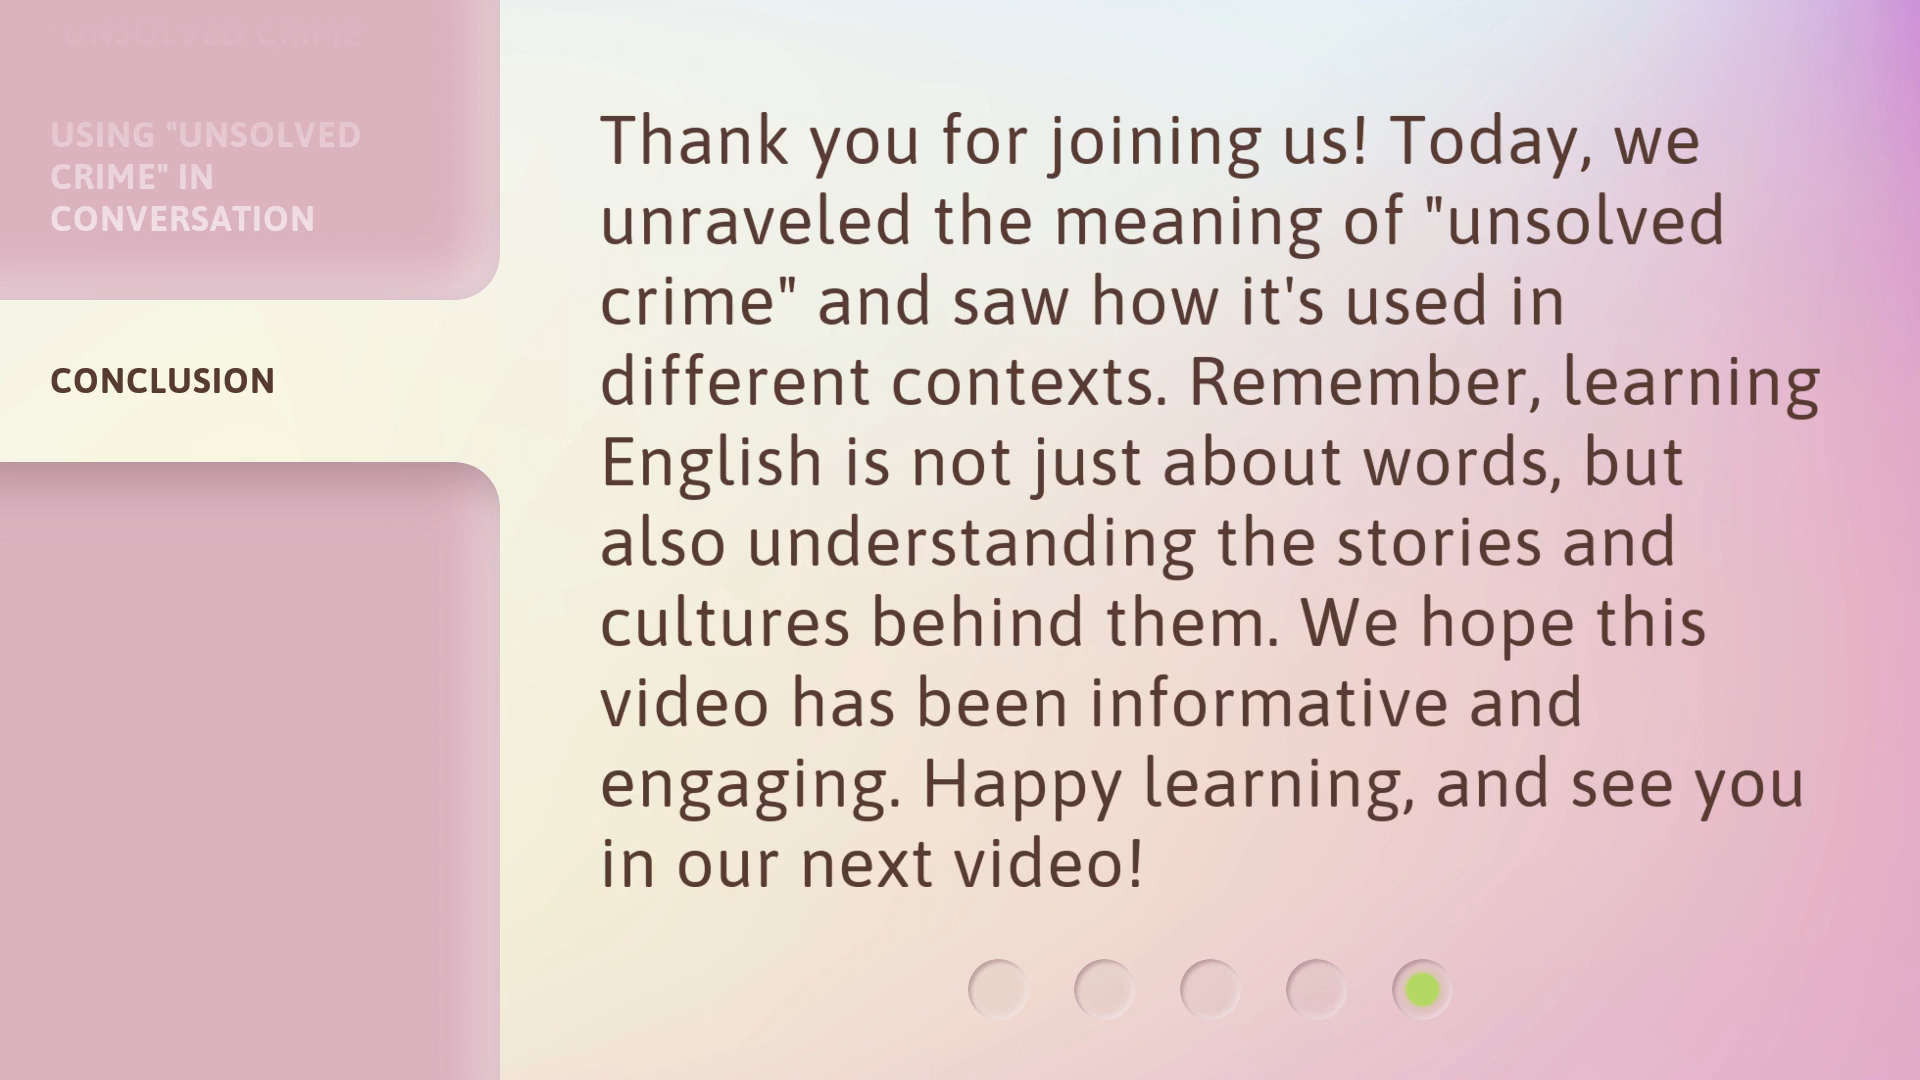 UNSOLVED CRIME
USING "UNSOLVED
CRIME" IN
CONVERSATION
CONCLUSION
Thank you for joining us! Today, we
unraveled the meaning of "unsolved
crime" and saw how it's used in
different contexts. Remember, learning
English is not just about words, but
also understanding the stories and
cultures behind them. We hope this
video has been informative and
engaging. Happy learning, and see you
in our next video!